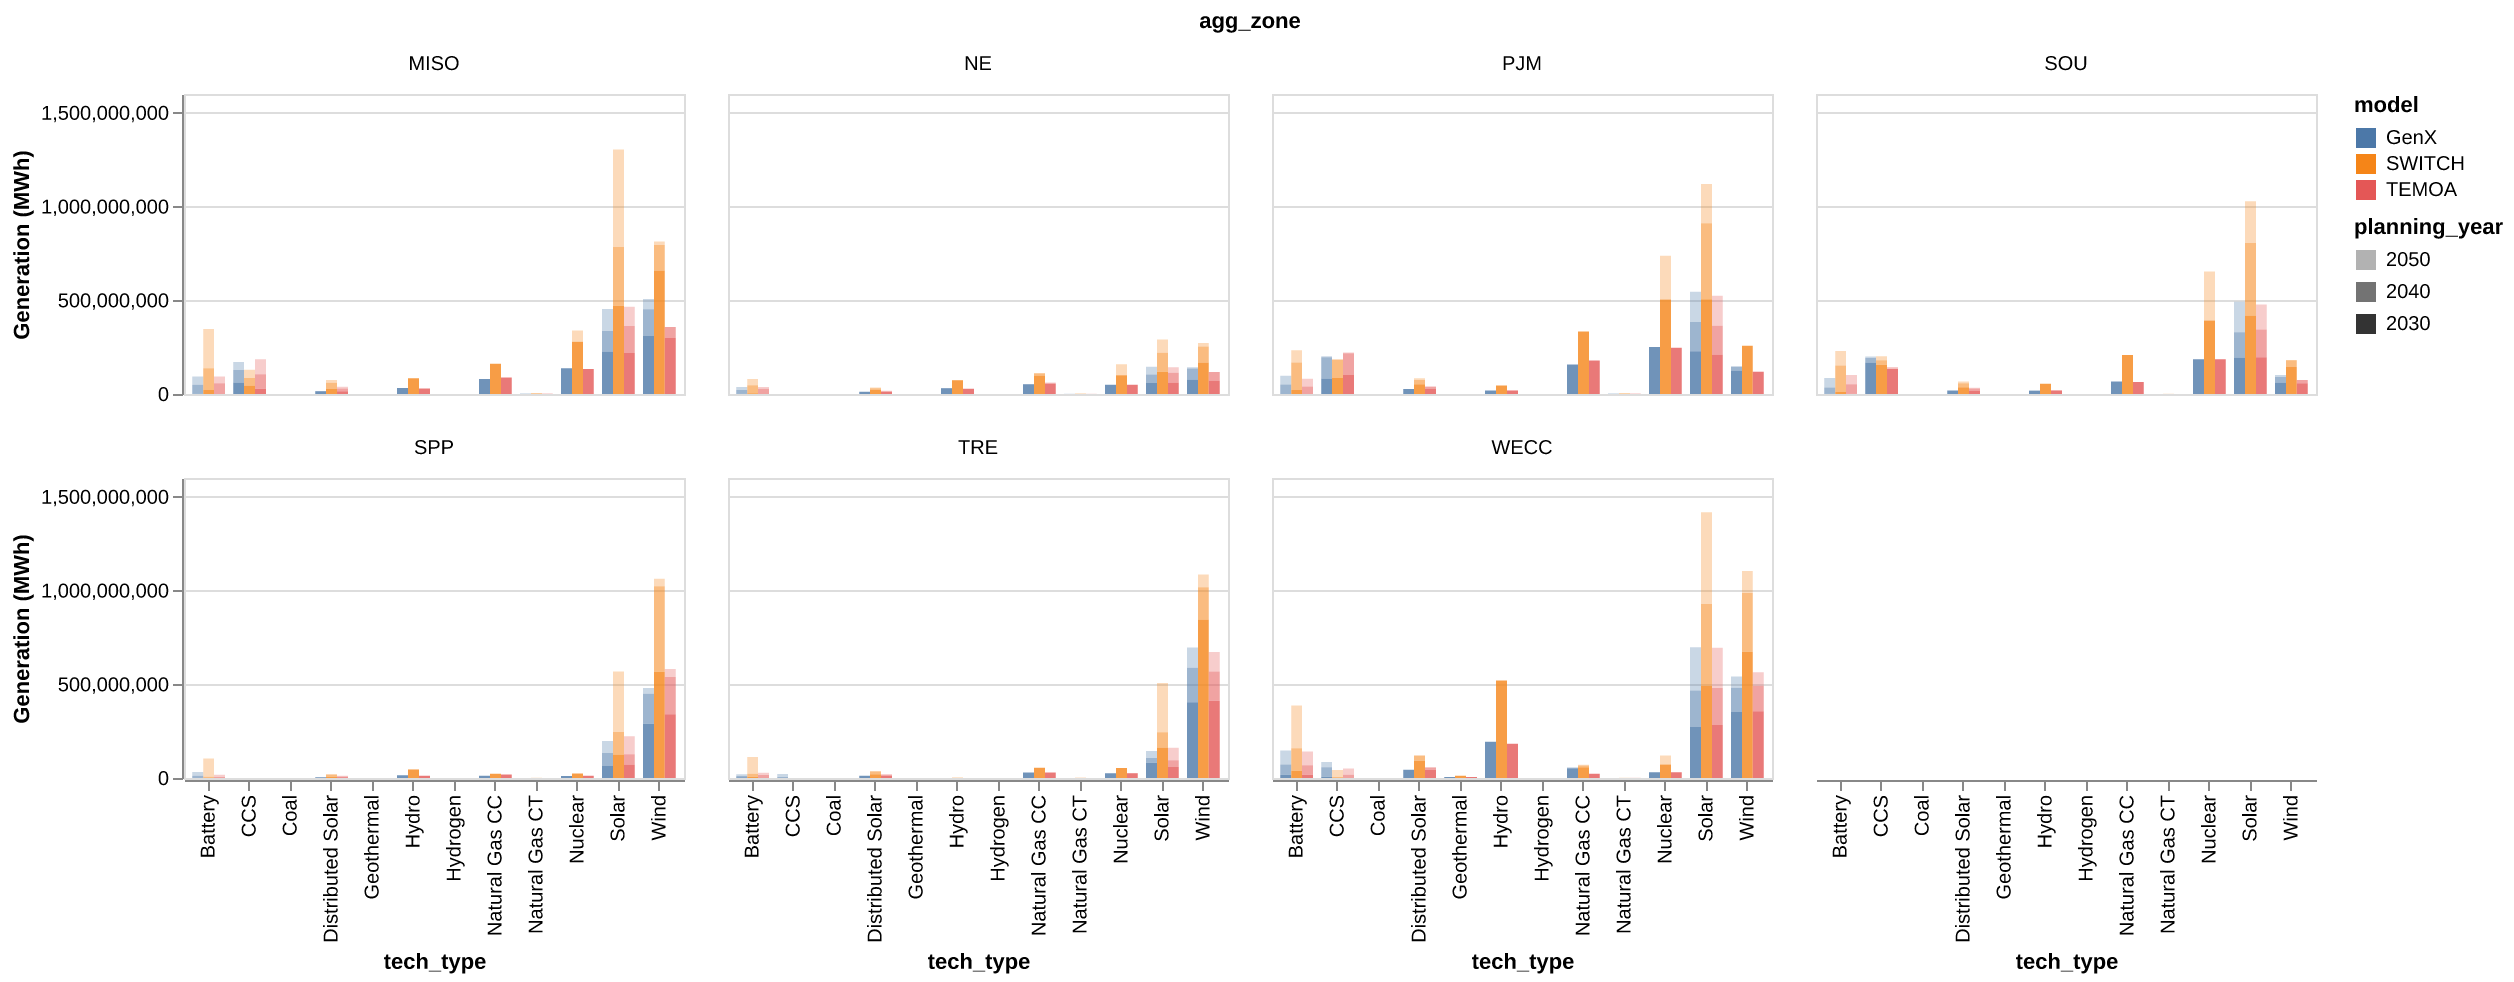 agg_zone
MISO
NE
PJM
SOU
1,500,000,000
1,000,000,000
500,000,000
0
Generation (MWh)
model
GenX
SWITCH
TEMOA
planning_year
2050
2040
2030
SPP
TRE
WECC
1,500,000,000
1,000,000,000
500,000,000
0
Generation (MWh)
Battery
CCS
Coal
Distributed Solar
Geothermal
Hydro
Hydrogen
Natural Gas CC
Natural Gas CT
Nuclear
Solar
Wind
Battery
CCS
Coal
Distributed Solar
Geothermal
Hydro
Hydrogen
Natural Gas CC
Natural Gas CT
Nuclear
Solar
Wind
Battery
CCS
Coal
Distributed Solar
Geothermal
Hydro
Hydrogen
Natural Gas CC
Natural Gas CT
Nuclear
Solar
Wind
Battery
CCS
Coal
Distributed Solar
Geothermal
Hydro
Hydrogen
Natural Gas CC
Natural Gas CT
Nuclear
Solar
Wind
tech_type
tech_type
tech_type
tech_type